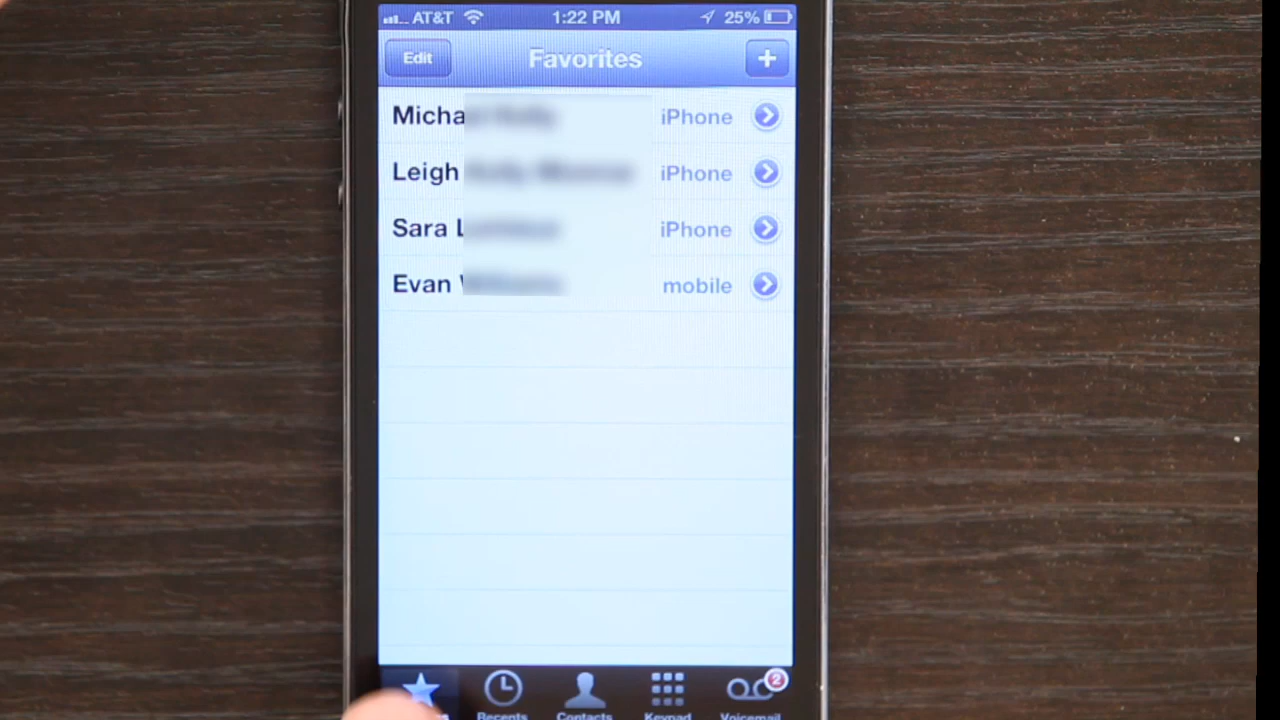 AT&T 1:22 PM 25%
Edit Favorites +
Micha iPhone
Leigh iPhone
Sara L iPhone
Evan mobile
2
Recents Contacts Keypad Voicemail